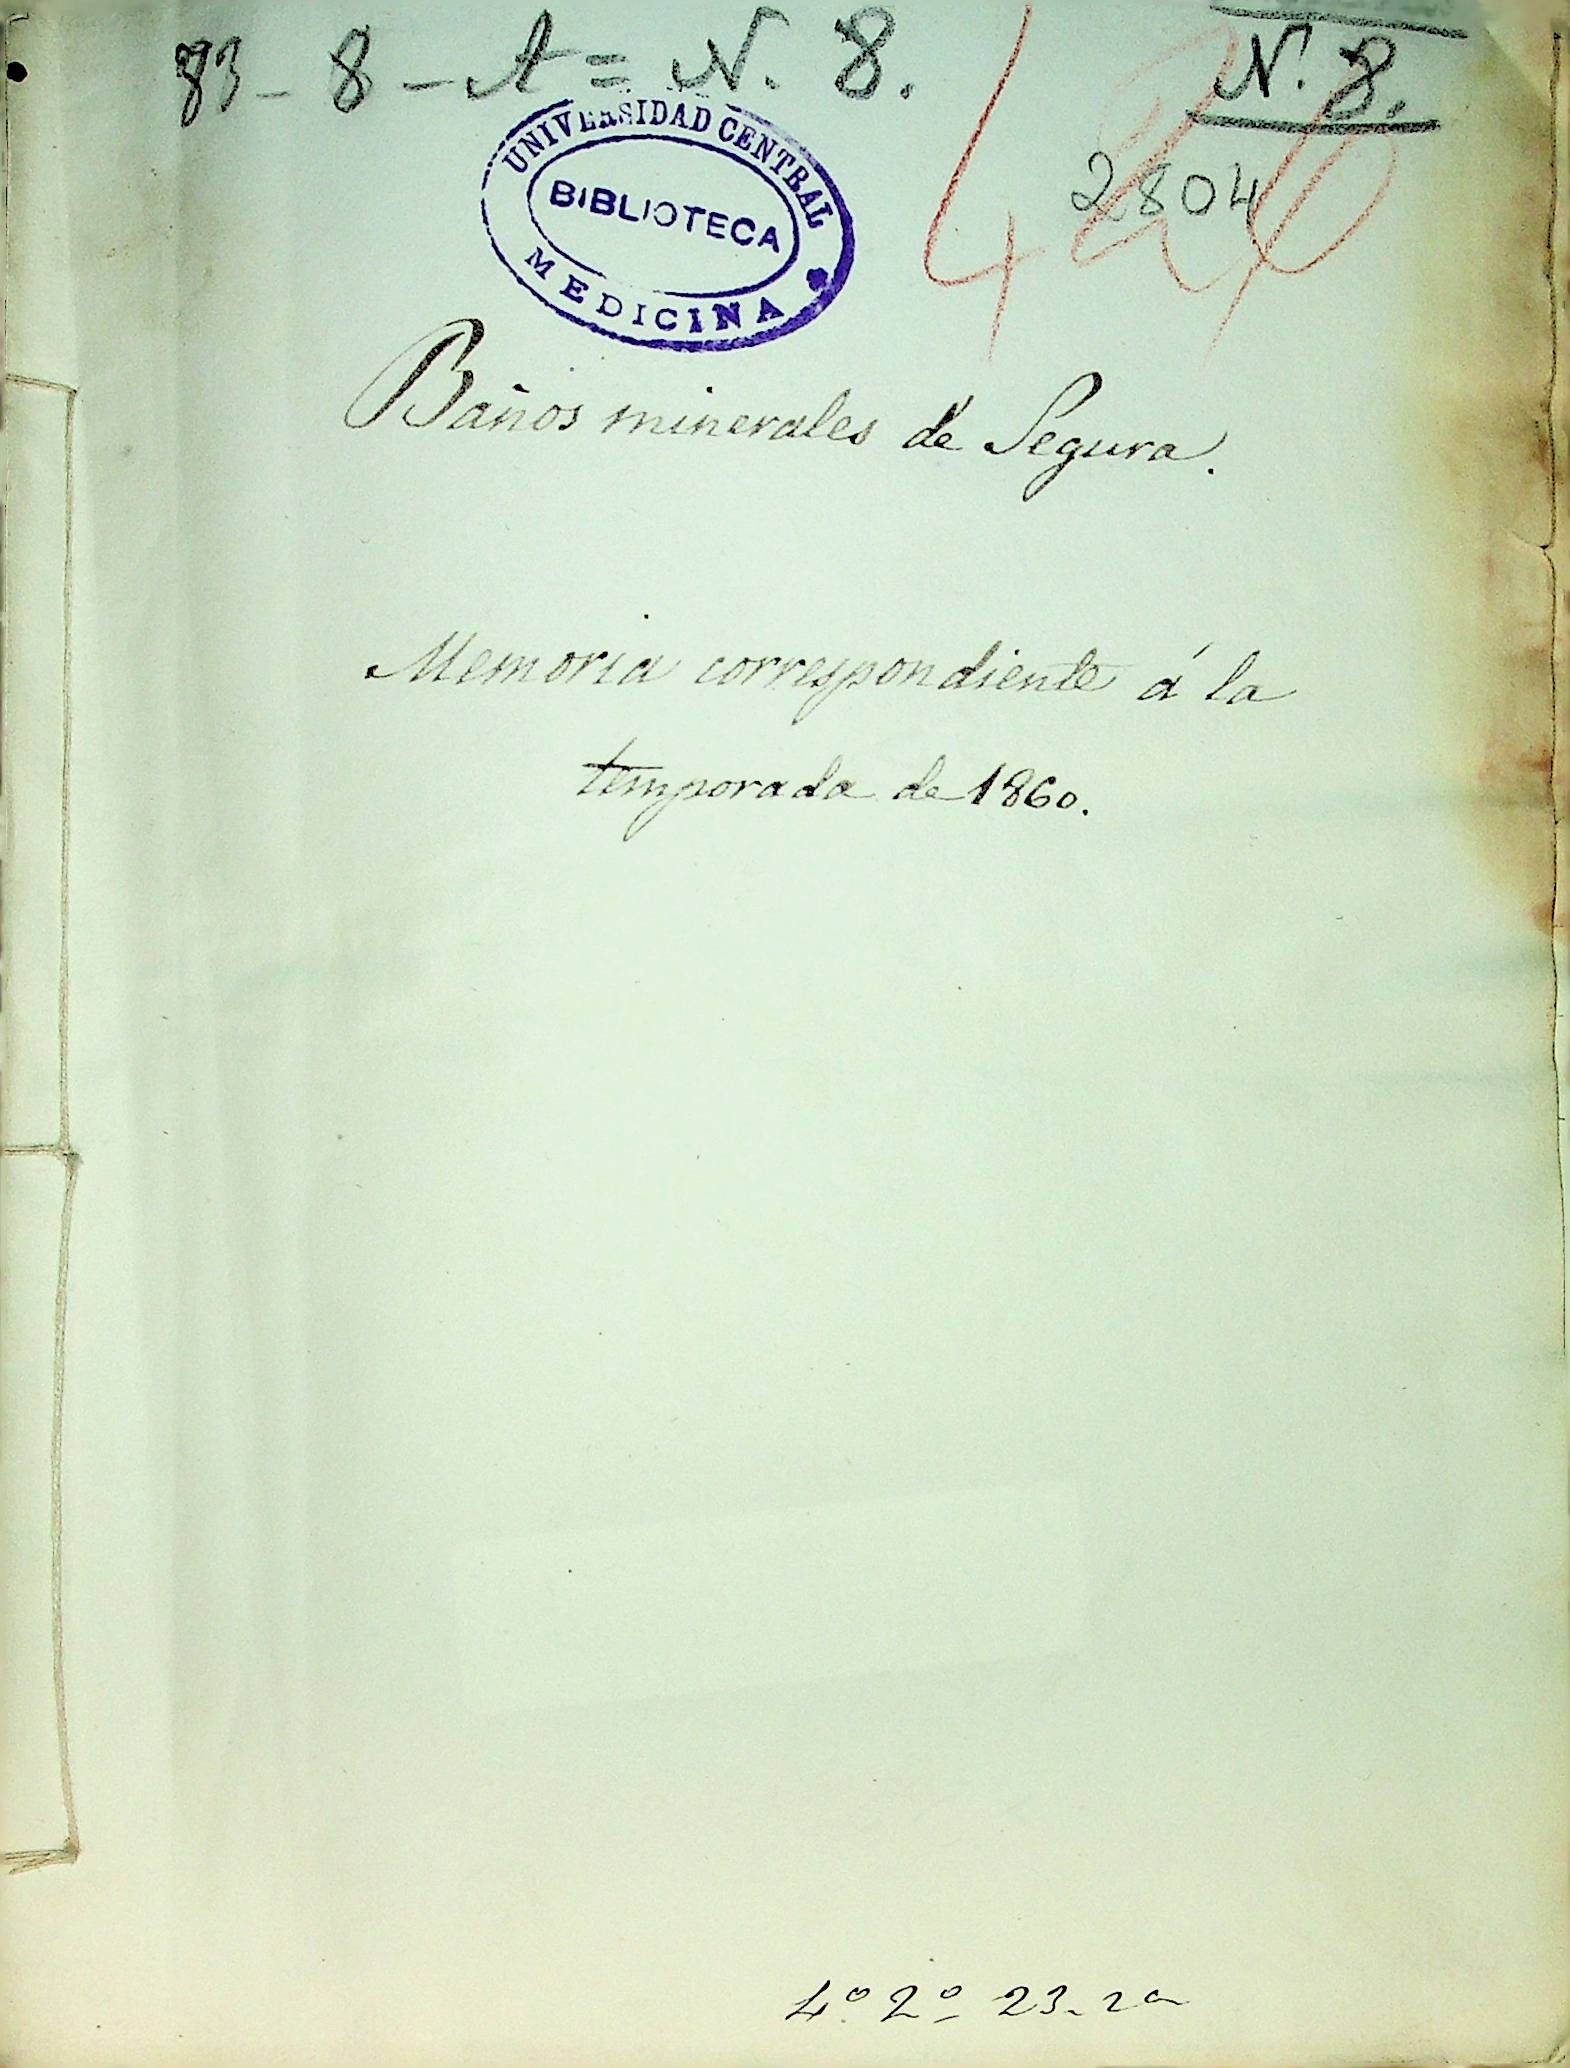 83-8-A=N. 8.
N. 8.
2804
UNIVERSIDAD CENTRAL
BIBLIOTECA
MEDICINA
Baños minerales de Segura.
Memoria correspondiente á la
temporada de 1860.
4º 2º 23-2a